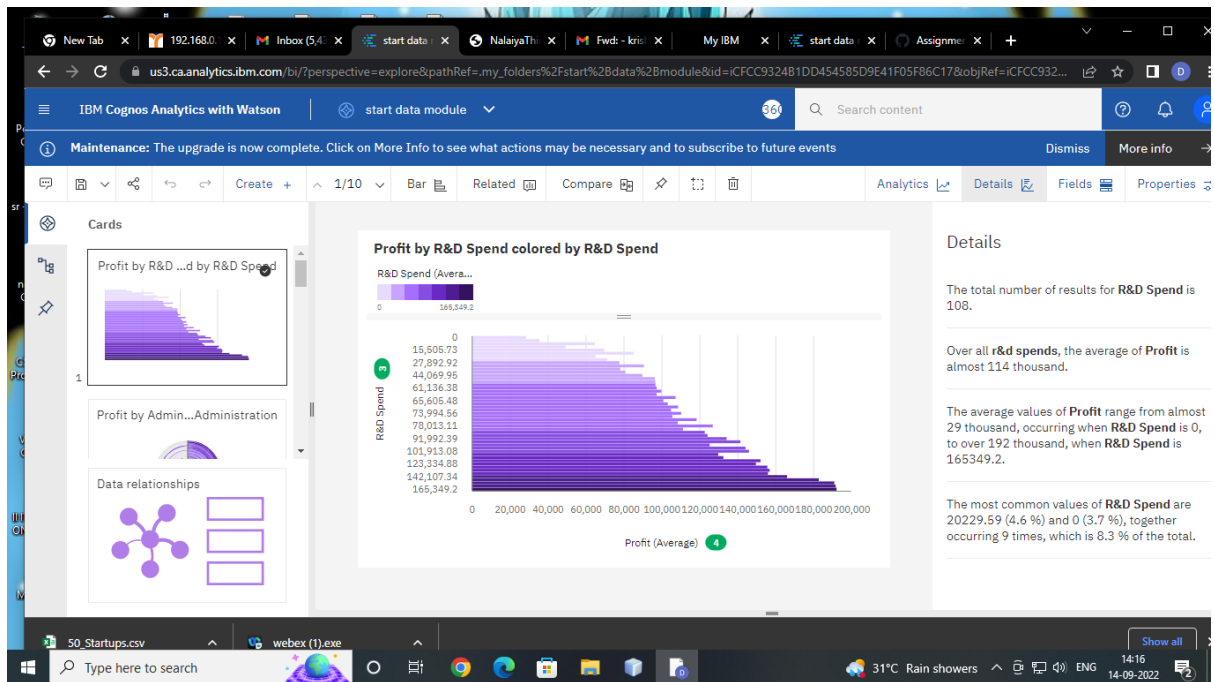 New Tab
192.168.0.
Inbox (5,43
start data r
NalaiyaThi
Fwd: - kris
My IBM
start data r
Assignmen
us3.ca.analytics.ibm.com/bi/?perspective=explore&pathRef=.my_folders%2Fstart%2Bdata%2Bmodule&id=iCFCC9324B1DD454585D9E41F05F86C17&objRef=iCFCC932...
D
IBM Cognos Analytics with Watson
start data module
360
Search content
Maintenance: The upgrade is now complete. Click on More Info to see what actions may be necessary and to subscribe to future events
Dismiss
More info
Create
1/10
Bar
Related
Compare
Analytics
Details
Fields
Properties
Cards
Profit by R&D ...d by R&D Spend
1
Profit by Admin...Administration
Data relationships
Profit by R&D Spend colored by R&D Spend
R&D Spend (Avera...
0
165,349.2
R&D Spend
3
0
15,505.73
27,892.92
44,069.95
61,136.38
65,605.48
73,994.56
78,013.11
91,992.39
101,913.08
123,334.88
142,107.34
165,349.2
0 20,000 40,000 60,000 80,000 100,000 120,000 140,000 160,000 180,000 200,000
Profit (Average) 4
Details
The total number of results for R&D Spend is
108.
Over all r&d spends, the average of Profit is
almost 114 thousand.
The average values of Profit range from almost
29 thousand, occurring when R&D Spend is 0,
to over 192 thousand, when R&D Spend is
165349.2.
The most common values of R&D Spend are
20229.59 (4.6 %) and 0 (3.7 %), together
occurring 9 times, which is 8.3 % of the total.
50_Startups.csv
webex (1).exe
Show all
Type here to search
31°C Rain showers
ENG
14:16
14-09-2022
2